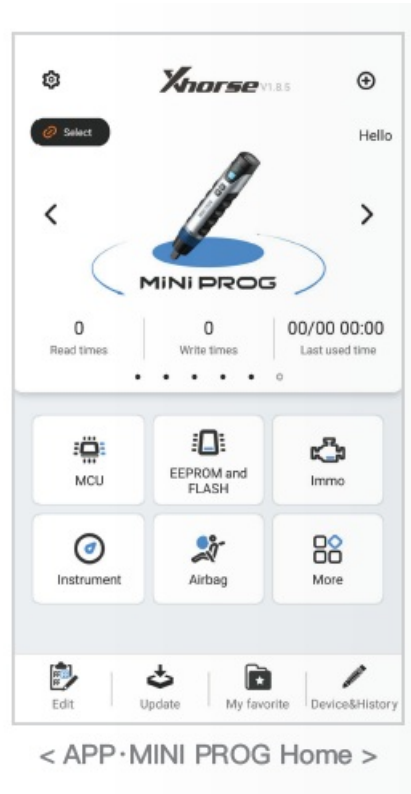 Xhorse V1.8.5
Select
Hello
MINI PROG
0
0
00/00 00:00
Read times
Write times
Last used time
MCU
EEPROM and
FLASH
Immo
Instrument
Airbag
More
Edit
Update
My favorite
Device&History
< APP·MINI PROG Home >